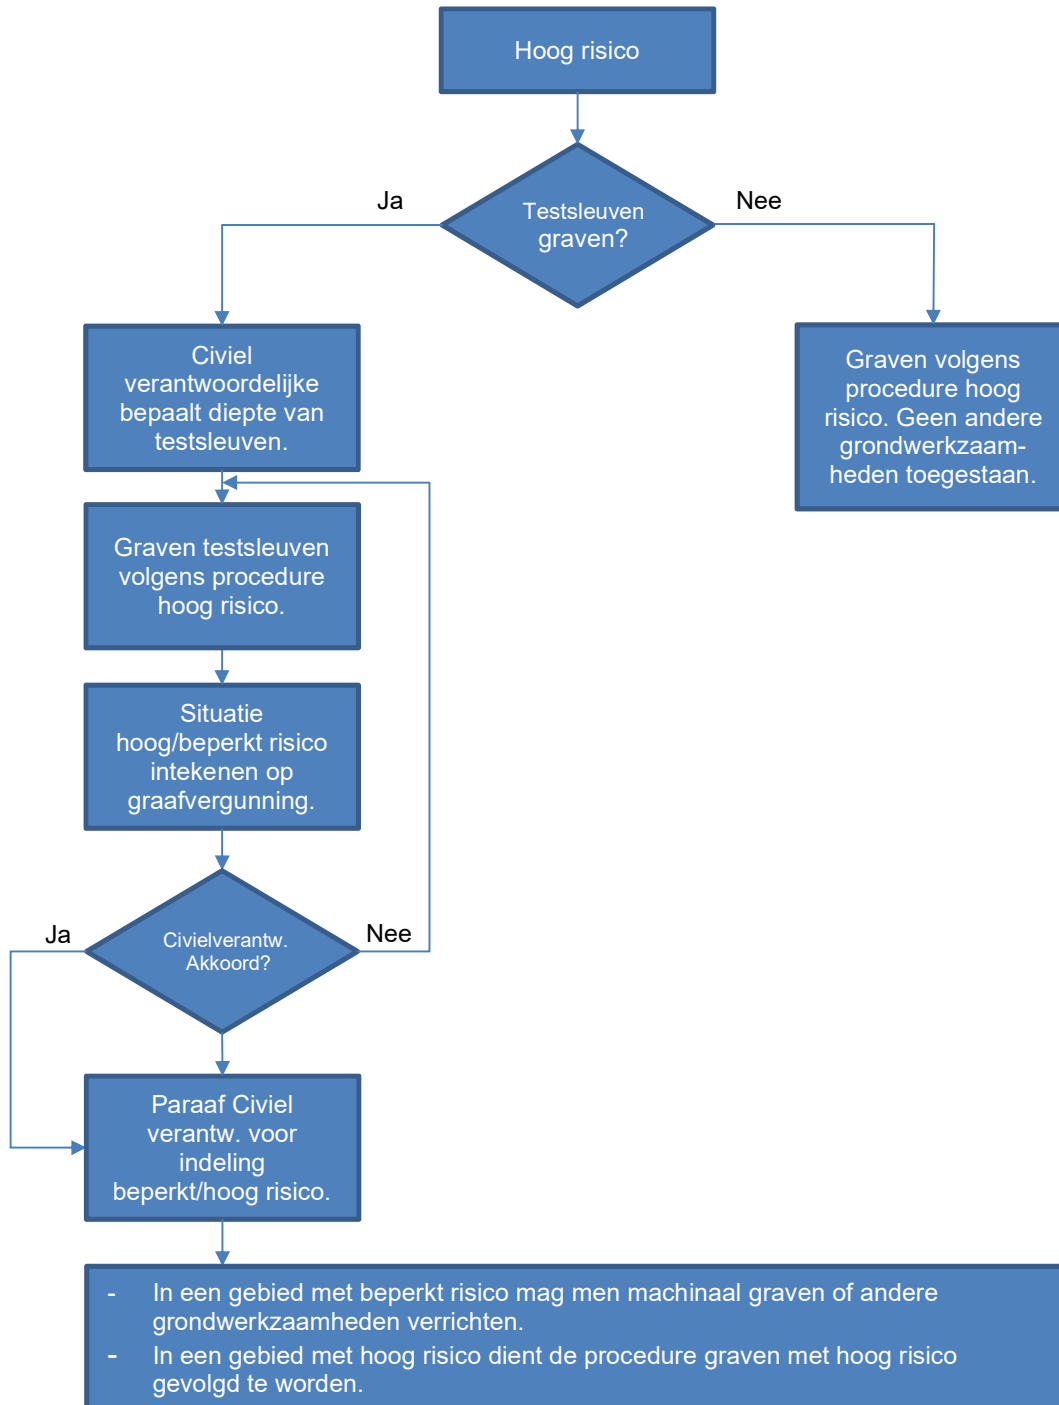 Hoog risico
Ja
Testsleuven
graven?
Nee
Civiel
verantwoordelijke
bepaalt diepte van
testsleuven.
Graven volgens
procedure hoog
risico. Geen andere
grondwerkzaam-
heden toegestaan.
Graven testsleuven
volgens procedure
hoog risico.
Situatie
hoog/beperkt risico
intekenen op
graafvergunning.
Ja
Civielverantw.
Akkoord?
Nee
Paraaf Civiel
verantw. voor
indeling
beperkt/hoog risico.
- In een gebied met beperkt risico mag men machinaal graven of andere
grondwerkzaamheden verrichten.
- In een gebied met hoog risico dient de procedure graven met hoog risico
gevolgd te worden.